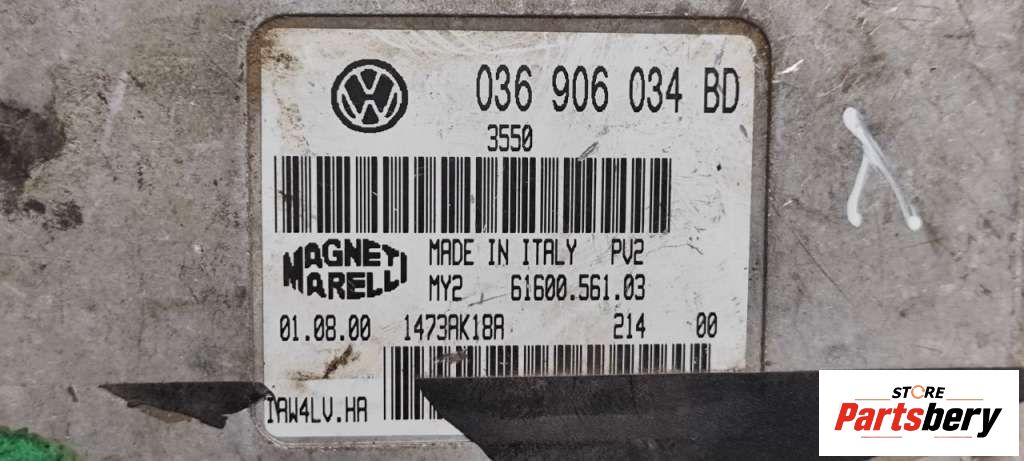 036 906 034 BD
3550
MAGNETI MARELLI
MADE IN ITALY PV2
MY2 61600.561.03
01.08.00 1473AK18A 214 00
IAW4LV.HA
STORE
Partsbery